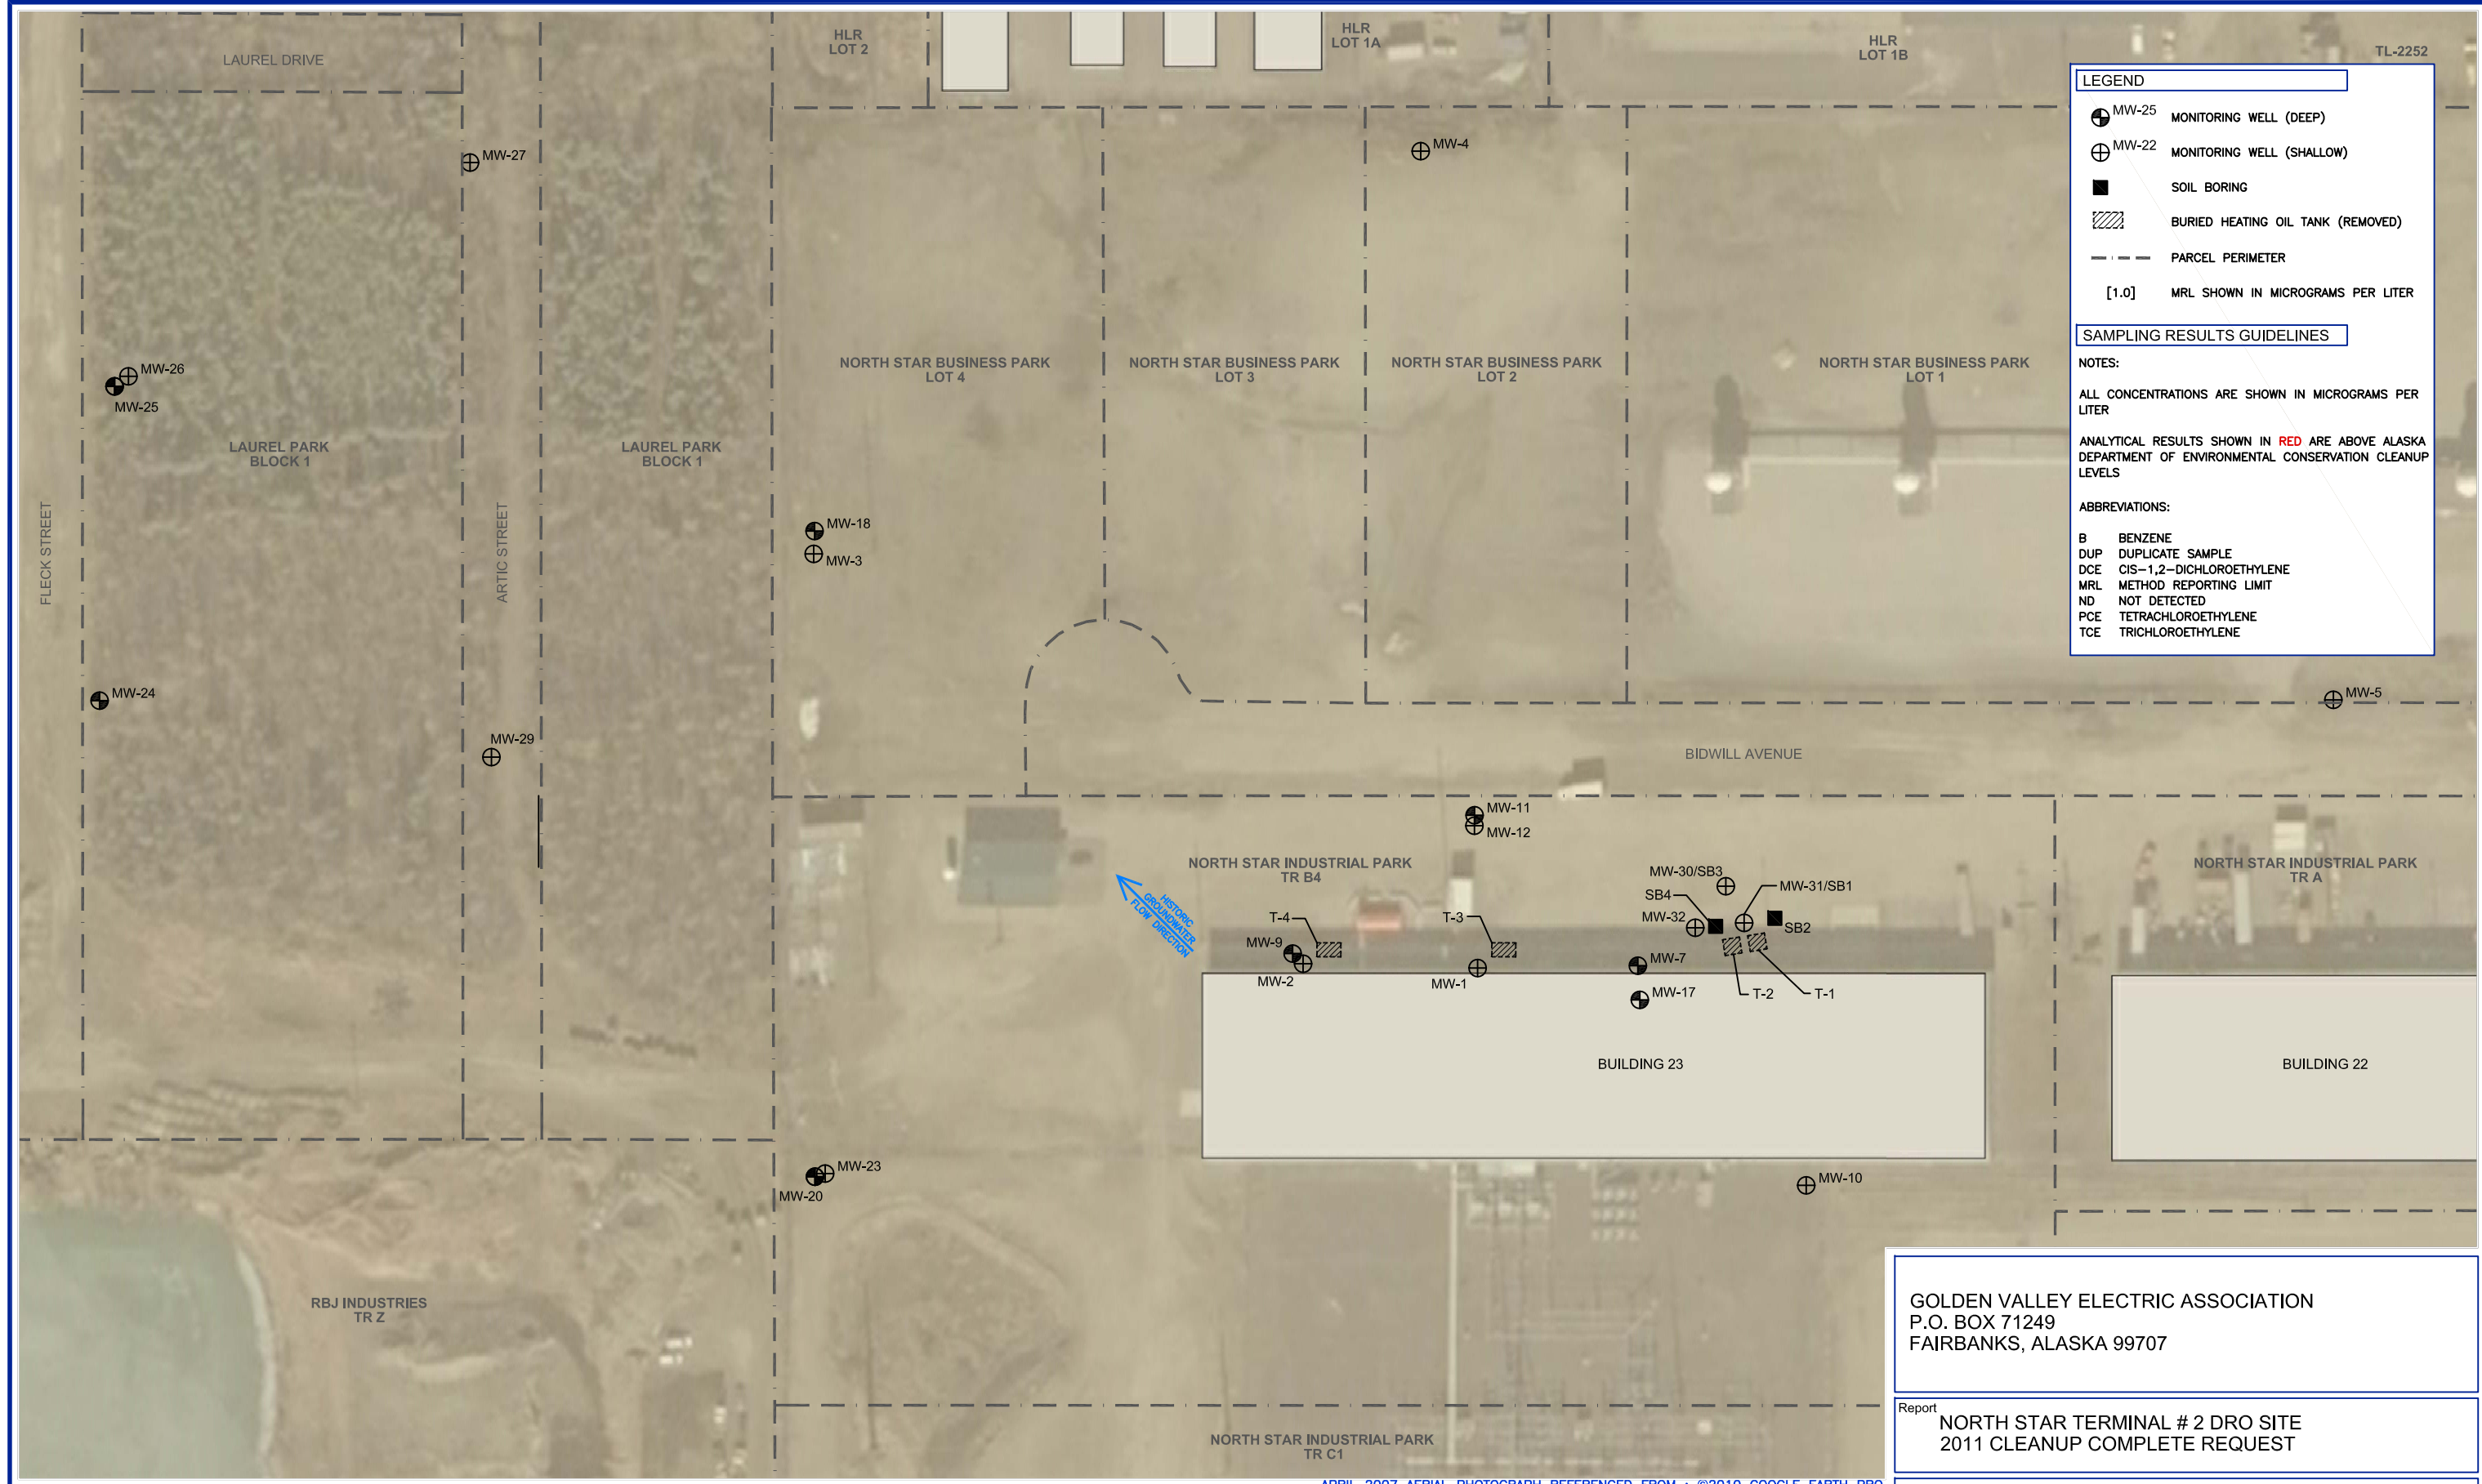 HLR
LOT 2
HLR
LOT 1A
HLR
LOT 1B
TL-2252
LAUREL DRIVE
MW-27
MW-4
LEGEND
MW-25 MONITORING WELL (DEEP)
MW-22 MONITORING WELL (SHALLOW)
SOIL BORING
BURIED HEATING OIL TANK (REMOVED)
PARCEL PERIMETER
[1.0] MRL SHOWN IN MICROGRAMS PER LITER
SAMPLING RESULTS GUIDELINES
NOTES:
ALL CONCENTRATIONS ARE SHOWN IN MICROGRAMS PER
LITER
ANALYTICAL RESULTS SHOWN IN RED ARE ABOVE ALASKA
DEPARTMENT OF ENVIRONMENTAL CONSERVATION CLEANUP
LEVELS
ABBREVIATIONS:
B BENZENE
DUP DUPLICATE SAMPLE
DCE CIS-1,2-DICHLOROETHYLENE
MRL METHOD REPORTING LIMIT
ND NOT DETECTED
PCE TETRACHLOROETHYLENE
TCE TRICHLOROETHYLENE
MW-26
MW-25
NORTH STAR BUSINESS PARK
LOT 4
NORTH STAR BUSINESS PARK
LOT 3
NORTH STAR BUSINESS PARK
LOT 2
NORTH STAR BUSINESS PARK
LOT 1
LAUREL PARK
BLOCK 1
LAUREL PARK
BLOCK 1
FLECK STREET
ARTIC STREET
MW-18
MW-3
MW-24
MW-29
MW-5
BIDWILL AVENUE
MW-11
MW-12
NORTH STAR INDUSTRIAL PARK
TR B4
NORTH STAR INDUSTRIAL PARK
TR A
HISTORIC
GROUNDWATER
FLOW DIRECTION
MW-30/SB3
MW-31/SB1
SB4
MW-32
SB2
T-4
T-3
MW-9
MW-2
MW-1
MW-7
MW-17
T-2
T-1
BUILDING 23
BUILDING 22
MW-23
MW-20
MW-10
RBJ INDUSTRIES
TR Z
NORTH STAR INDUSTRIAL PARK
TR C1
GOLDEN VALLEY ELECTRIC ASSOCIATION
P.O. BOX 71249
FAIRBANKS, ALASKA 99707
Report
NORTH STAR TERMINAL # 2 DRO SITE
2011 CLEANUP COMPLETE REQUEST
APRIL 2007 AERIAL PHOTOGRAPH REFERENCED FROM : ©2010 GOOGLE EARTH PRO